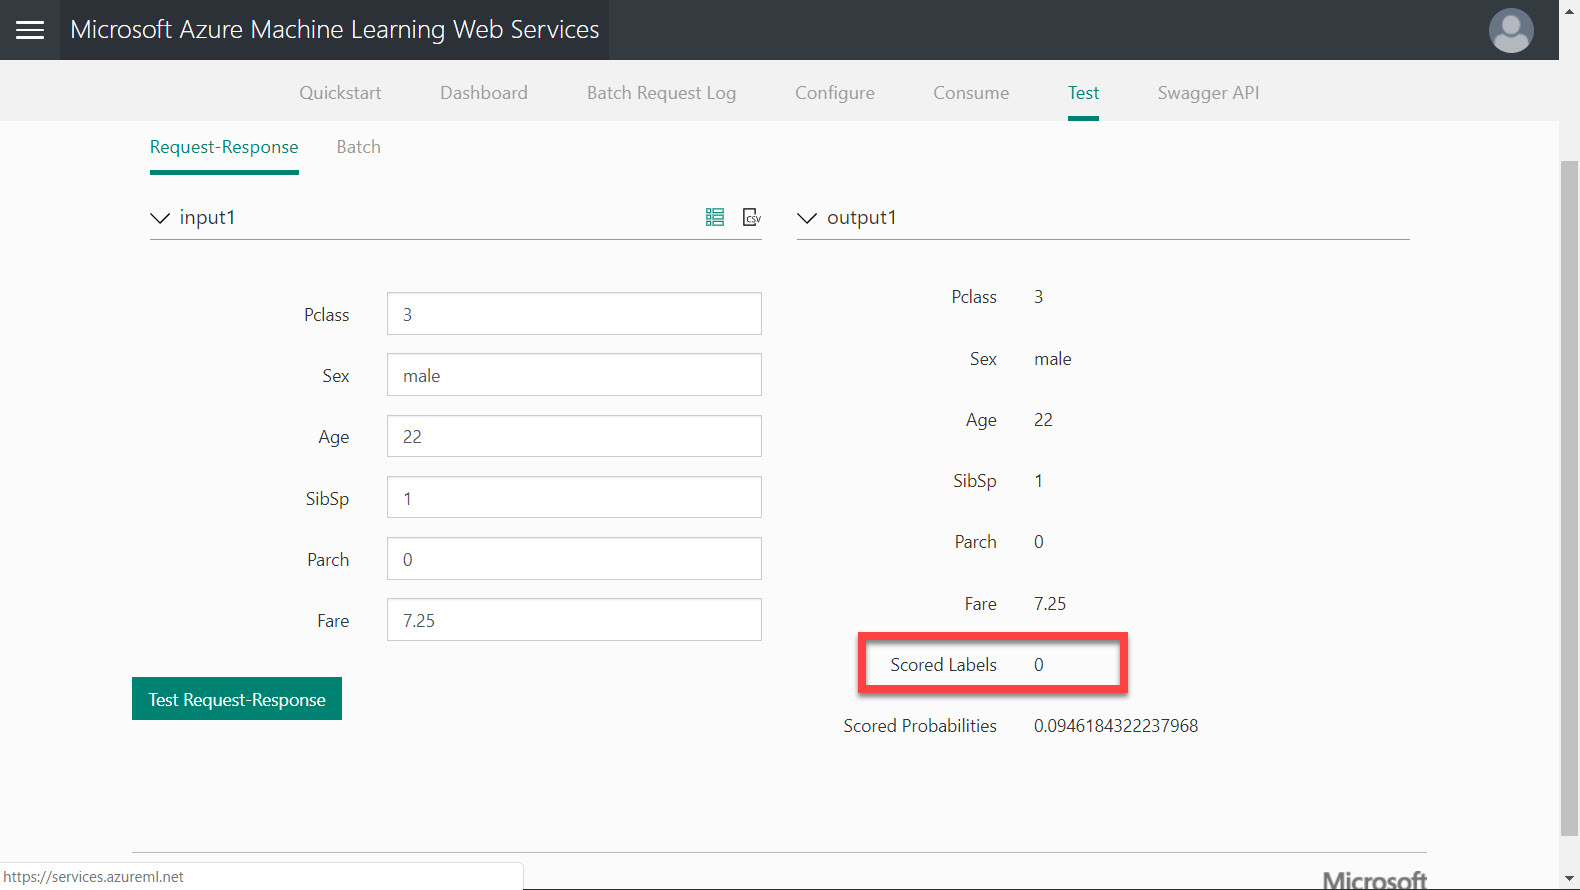 Microsoft Azure Machine Learning Web Services
Quickstart Dashboard Batch Request Log Configure Consume Test Swagger API
Request-Response Batch
input1
CSV
Pclass 3
Sex male
Age 22
SibSp 1
Parch 0
Fare 7.25
Test Request-Response
output1
Pclass 3
Sex male
Age 22
SibSp 1
Parch 0
Fare 7.25
Scored Labels 0
Scored Probabilities 0.0946184322237968
https://services.azureml.net
Microsoft